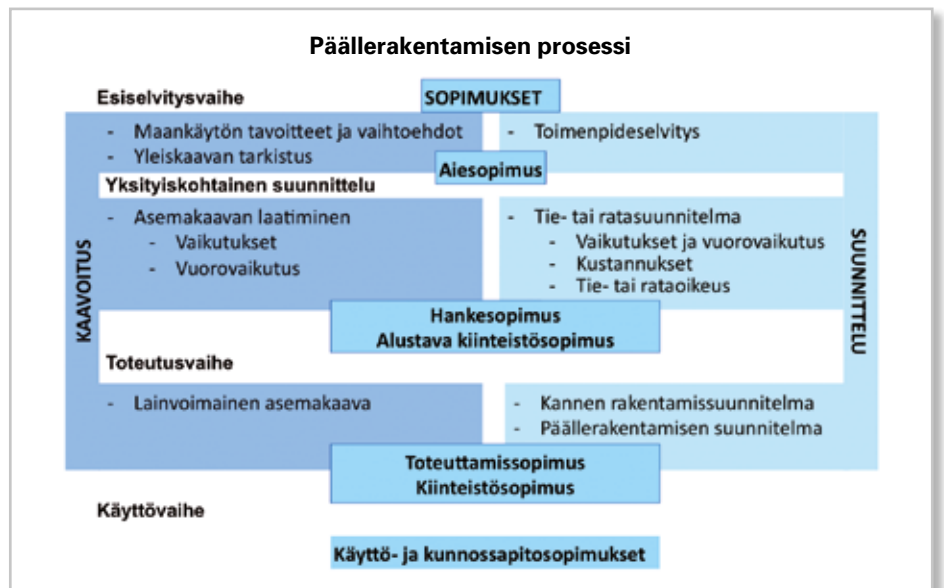 Päällerakentamisen prosessi
Esiselvitysvaihe
SOPIMUKSET
- Maankäytön tavoitteet ja vaihtoehdot
- Yleiskaavan tarkistus
- Toimenpideselvitys
Aiesopimus
Yksityiskohtainen suunnittelu
- Asemakaavan laatiminen
- Vaikutukset
- Vuorovaikutus
- Tie- tai ratasuunnitelma
- Vaikutukset ja vuorovaikutus
- Kustannukset
- Tie- tai rataoikeus
KAAVOITUS
SUUNNITTELU
Hankesopimus
Alustava kiinteistösopimus
Toteutusvaihe
- Lainvoimainen asemakaava
- Kannen rakentamissuunnitelma
- Päällerakentamisen suunnitelma
Toteuttamissopimus
Kiinteistösopimus
Käyttövaihe
Käyttö- ja kunnossapitosopimukset